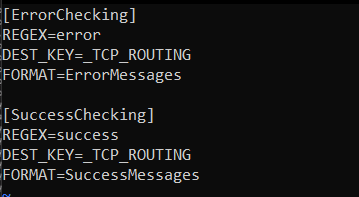 [ErrorChecking]
REGEX=error
DEST_KEY=_TCP_ROUTING
FORMAT=ErrorMessages

[SuccessChecking]
REGEX=success
DEST_KEY=_TCP_ROUTING
FORMAT=SuccessMessages
~